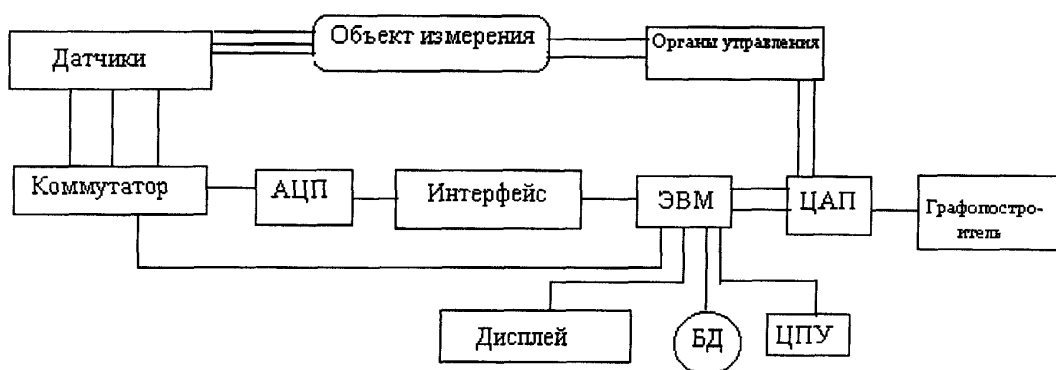 Датчики
Объект измерения
Органы управления
Коммутатор
АЦП
Интерфейс
ЭВМ
ЦАП
Графопостро-
итель
Дисплей
БД
ЦПУ